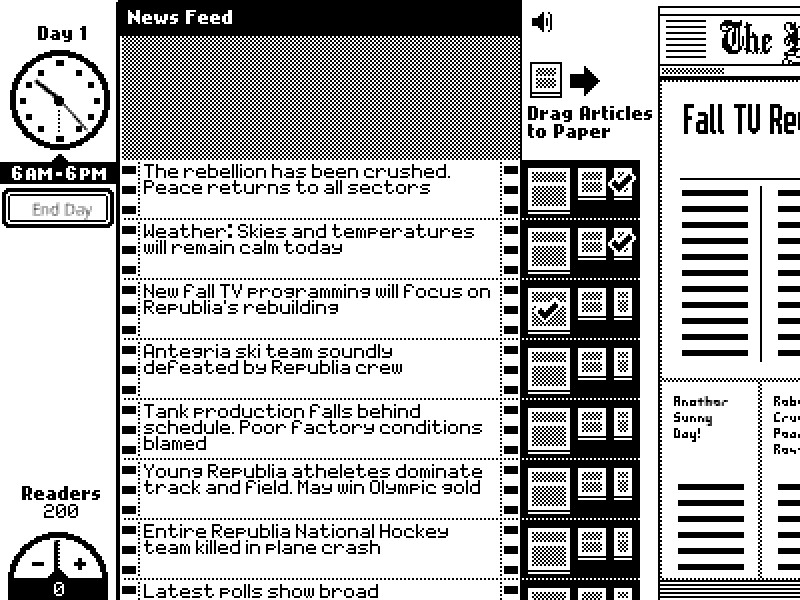 Day 1
6AM-6PM
End Day
Readers
200
- +
0
News Feed
The rebellion has been crushed.
Peace returns to all sectors
Weather: Skies and temperatures
will remain calm today
New Fall TV programming will focus on
Republia's rebuilding
Antegria ski team soundly
defeated by Republia crew
Tank production falls behind
schedule. Poor factory conditions
blamed
Young Republia atheletes dominate
track and field. May win Olympic gold
Entire Republia National Hockey
team killed in plane crash
Latest polls show broad
Drag Articles
to Paper
The
Fall TV Re
Another
Sunny
Day!
Reb
Cru
Pea